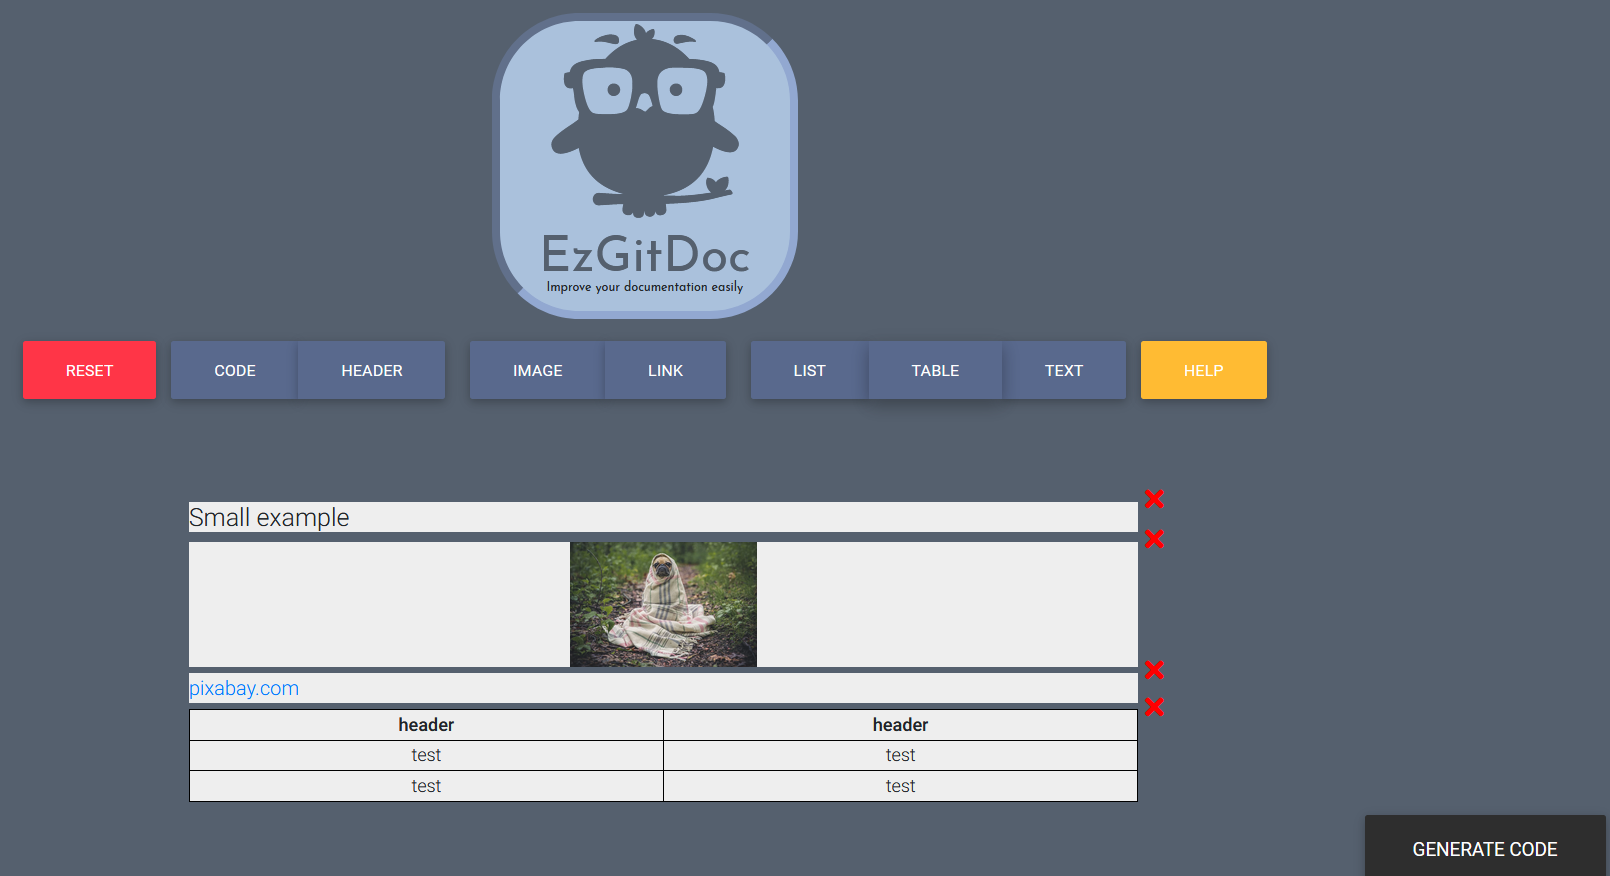 EzGitDoc
Improve your documentation easily
RESET CODE HEADER IMAGE LINK LIST TABLE TEXT HELP
Small example
pixabay.com
header header
test test
test test
GENERATE CODE